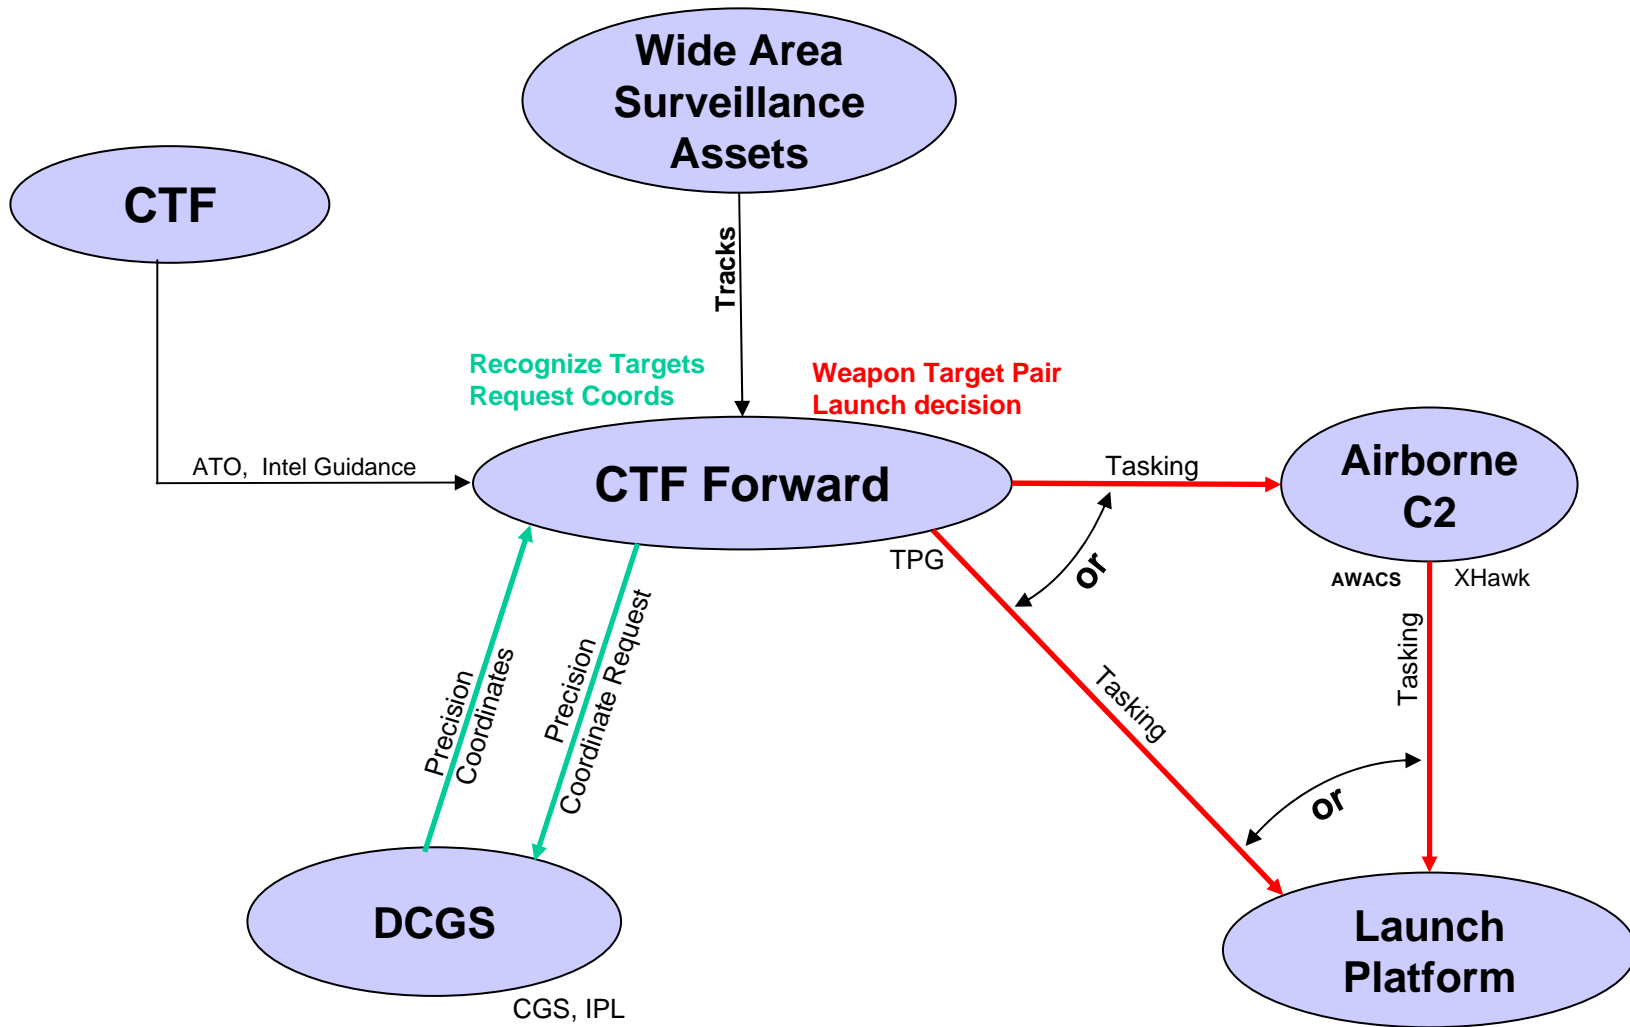 Wide Area
Surveillance
Assets
CTF
Tracks
Recognize Targets
Request Coords
Weapon Target Pair
Launch decision
ATO,  Intel Guidance
CTF Forward
Tasking
Airborne
C2
TPG
or
AWACS
XHawk
Tasking
Precision
Coordinates
Precision
Coordinate Request
Tasking
or
DCGS
CGS, IPL
Launch
Platform